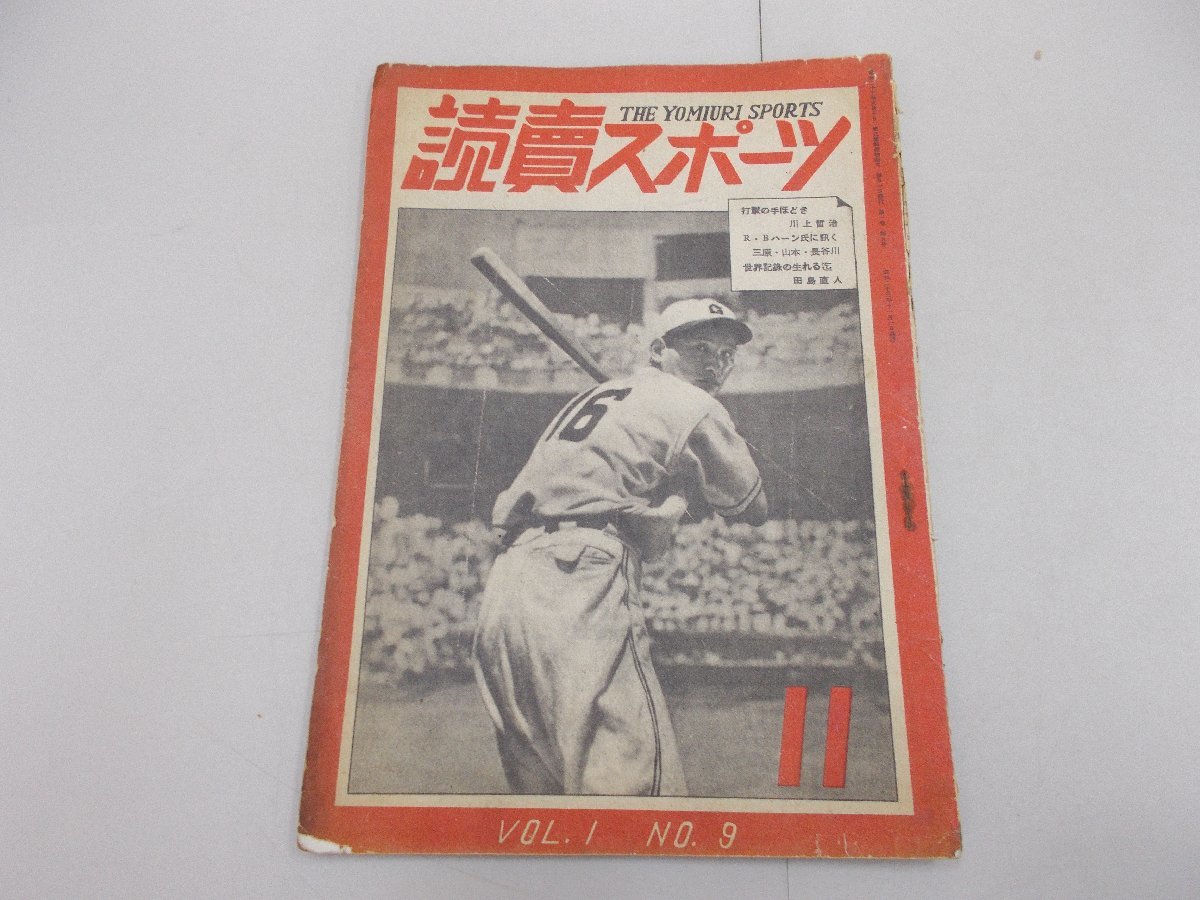 THE YOMIURI SPORTS
読賣スポーツ
打撃の手ほどき
川上哲治
R・Bハーン氏に訊く
三原・山本・長谷川
世界記録の生れる迄
田島直人
16
G
11
VOL. 1 NO. 9